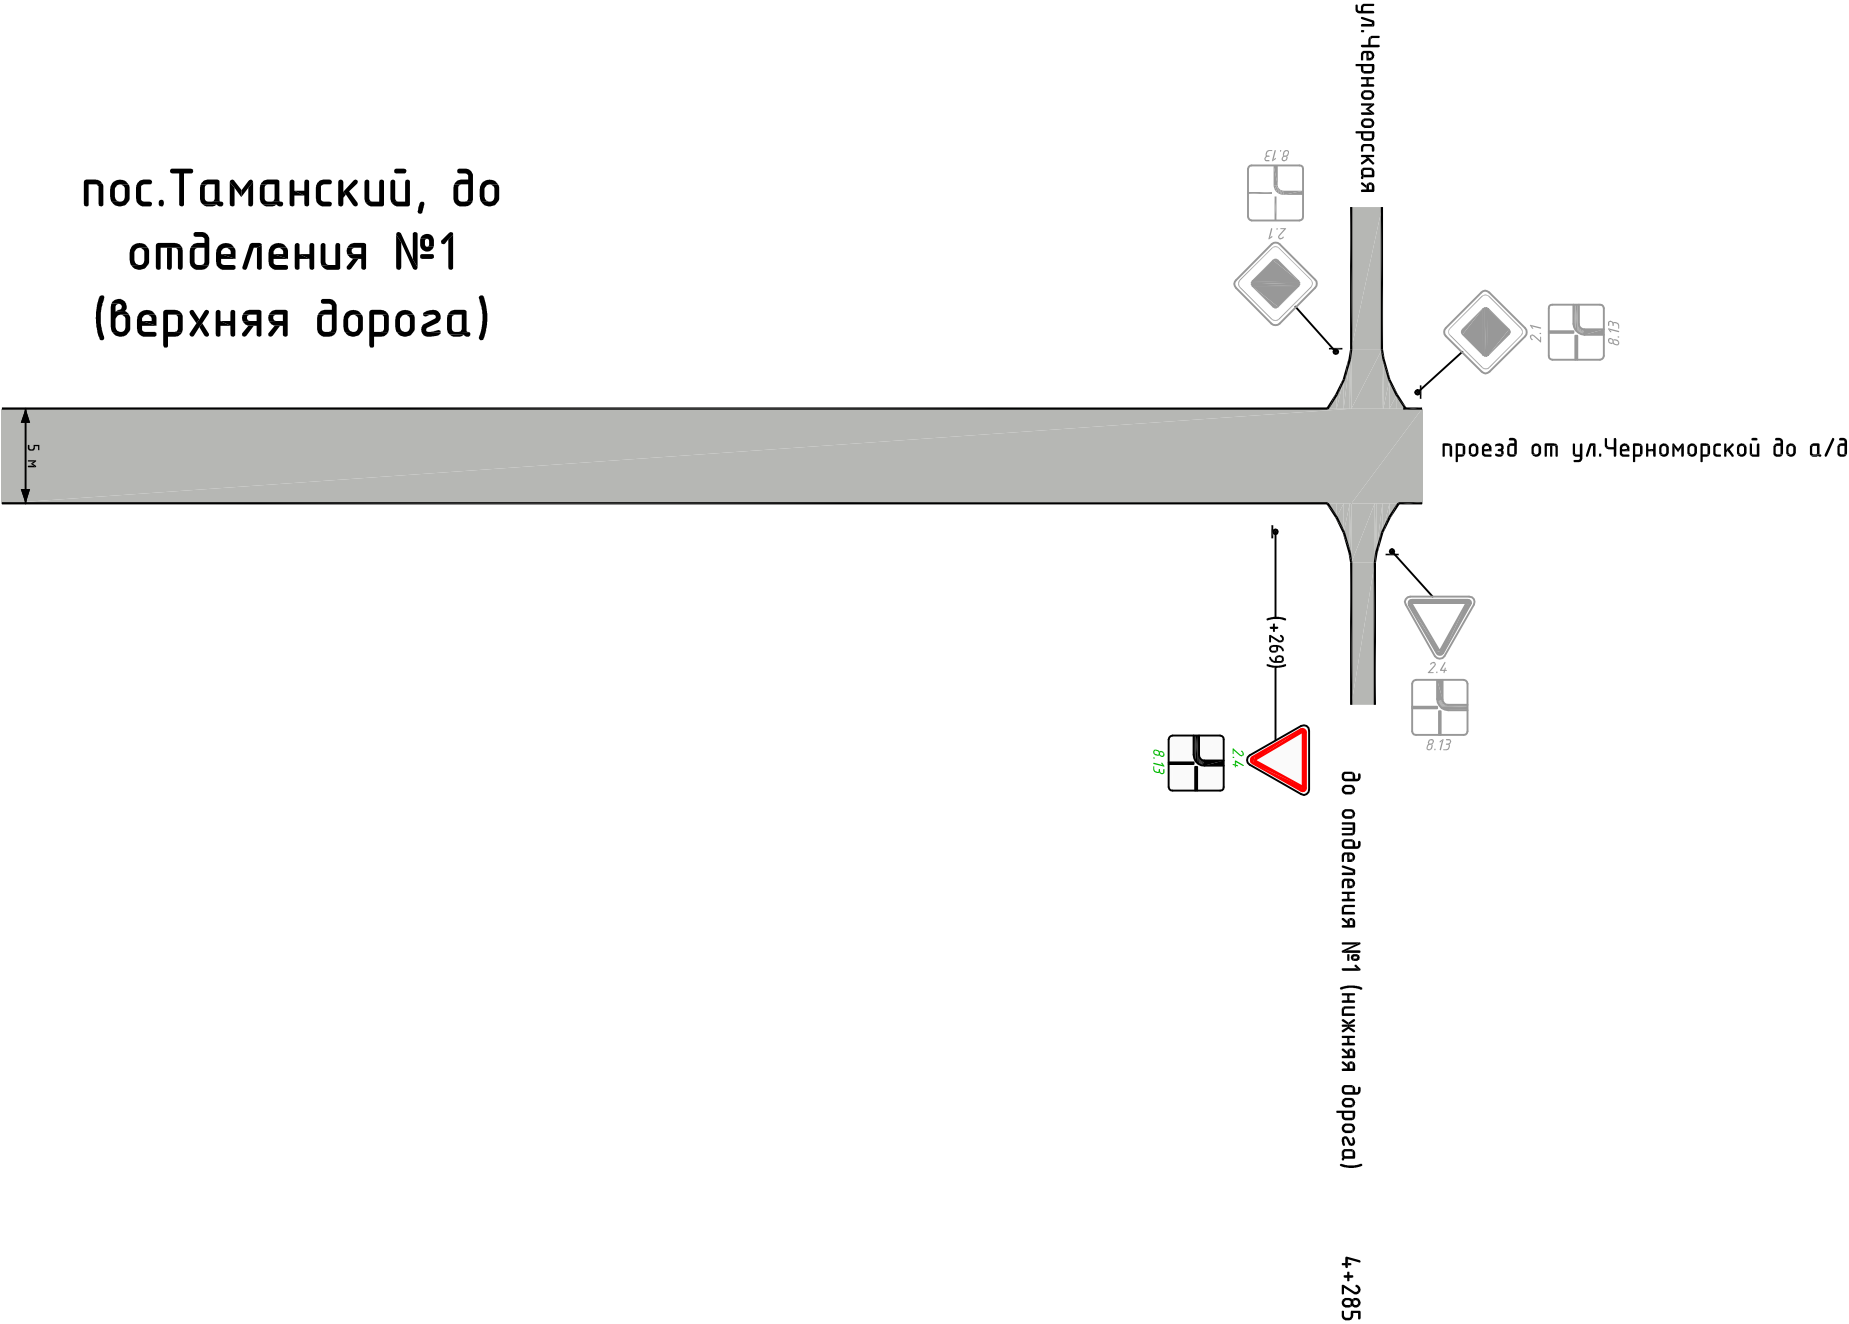 ул.Черноморская
8.13
2.1
пос.Таманский, до
отделения №1
(верхняя дорога)
2.1
8.13
5 м
проезд от ул.Черноморской до а/д
(+269)
2.4
8.13
8.13
2.4
до отделения №1 (нижняя дорога)
4+285